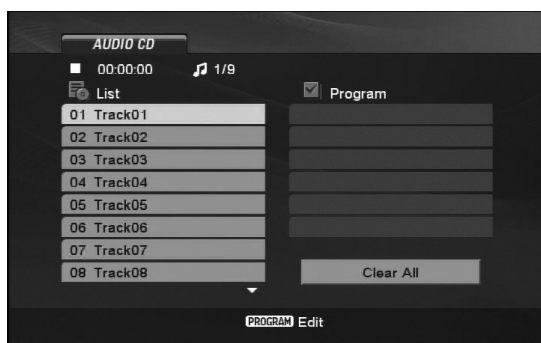 AUDIO CD
00:00:00 1/9
List
01 Track01
02 Track02
03 Track03
04 Track04
05 Track05
06 Track06
07 Track07
08 Track08
Program
Clear All
PROGRAM Edit